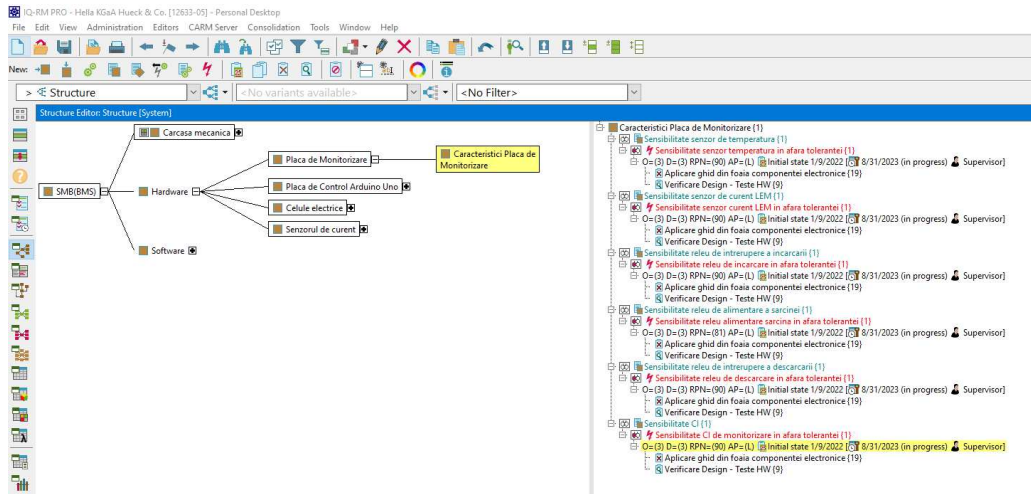 IQ-RM PRO - Hella KGaA Hueck & Co. [12633-05] - Personal Desktop
File Edit View Administration Editors CARM Server Consolidation Tools Window Help
New:
> Structure <No variants available> <No Filter>
Structure Editor: Structure [System]
SMB(BMS)
Carcasa mecanica
Hardware
Placa de Monitorizare
Caracteristici Placa de
Monitorizare
Placa de Control Arduino Uno
Celule electrice
Senzorul de curent
Software
Caracteristici Placa de Monitorizare {1}
Sensibilitate senzor de temperatura {1}
Sensibilitate senzor temperatura in afara tolerantei {1}
O=(3) D=(3) RPN=(90) AP=(L) Initial state 1/9/2022 [8/31/2023 (in progress) Supervisor]
Aplicare ghid din foaia componentei electronice {19}
Verificare Design - Teste HW {9}
Sensibilitate senzor de curent LEM {1}
Sensibilitate senzor curent LEM in afara tolerantei {1}
O=(3) D=(3) RPN=(90) AP=(L) Initial state 1/9/2022 [8/31/2023 (in progress) Supervisor]
Aplicare ghid din foaia componentei electronice {19}
Verificare Design - Teste HW {9}
Sensibilitate releu de intrerupere a incarcarii {1}
Sensibilitate releu de incarcare in afara tolerantei {1}
O=(3) D=(3) RPN=(90) AP=(L) Initial state 1/9/2022 [8/31/2023 (in progress) Supervisor]
Aplicare ghid din foaia componentei electronice {19}
Verificare Design - Teste HW {9}
Sensibilitate releu de alimentare a sarcinei {1}
Sensibilitate releu alimentare sarcina in afara tolerantei {1}
O=(3) D=(3) RPN=(81) AP=(L) Initial state 1/9/2022 [8/31/2023 (in progress) Supervisor]
Aplicare ghid din foaia componentei electronice {19}
Verificare Design - Teste HW {9}
Sensibilitate releu de intrerupere a descarcarii {1}
Sensibilitate releu de descarcare in afara tolerantei {1}
O=(3) D=(3) RPN=(90) AP=(L) Initial state 1/9/2022 [8/31/2023 (in progress) Supervisor]
Aplicare ghid din foaia componentei electronice {19}
Verificare Design - Teste HW {9}
Sensibilitate CI {1}
Sensibilitate CI de monitorizare in afara tolerantei {1}
O=(3) D=(3) RPN=(90) AP=(L) Initial state 1/9/2022 [8/31/2023 (in progress) Supervisor]
Aplicare ghid din foaia componentei electronice {19}
Verificare Design - Teste HW {9}